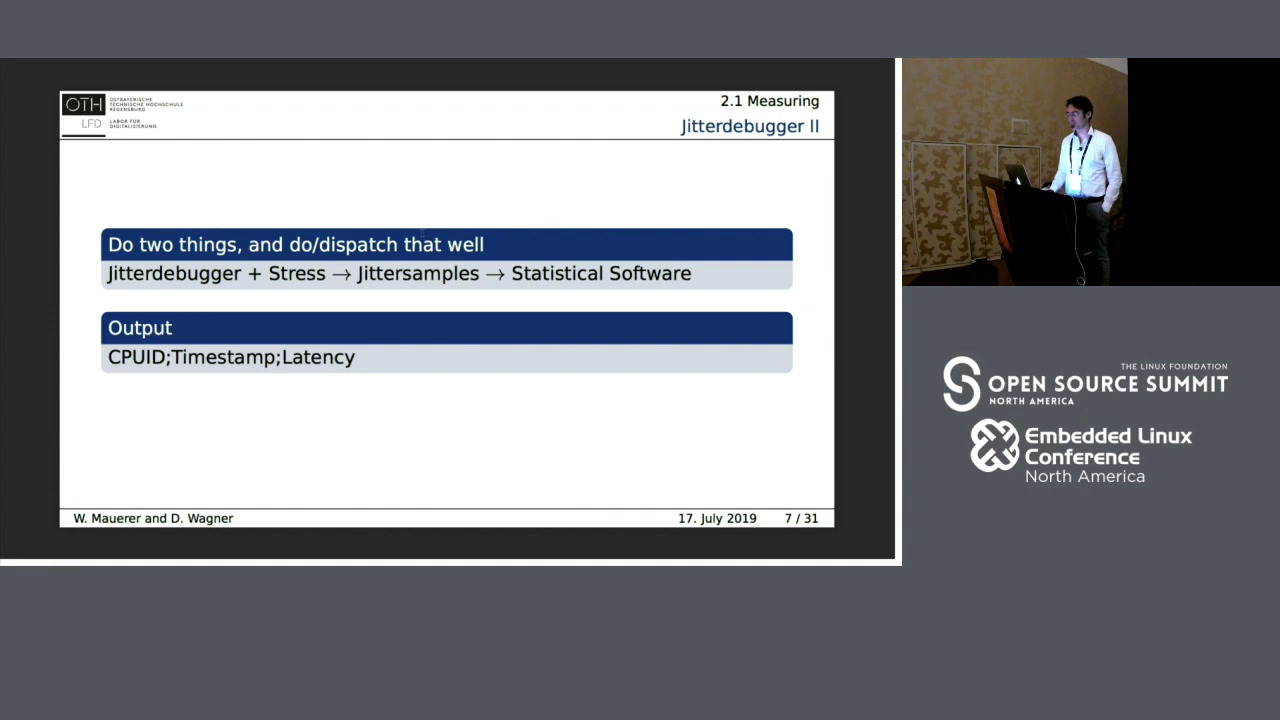 OTH
OSTBAYERISCHE
TECHNISCHE HOCHSCHULE
REGENSBURG
LFD
LABOR FÜR
DIGITALISIERUNG
2.1 Measuring
Jitterdebugger II
Do two things, and do/dispatch that well
Jitterdebugger + Stress → Jittersamples → Statistical Software
Output
CPUID;Timestamp;Latency
W. Mauerer and D. Wagner
17. July 2019 7 / 31
THE LINUX FOUNDATION
OPEN SOURCE SUMMIT
NORTH AMERICA
Embedded Linux
Conference
North America